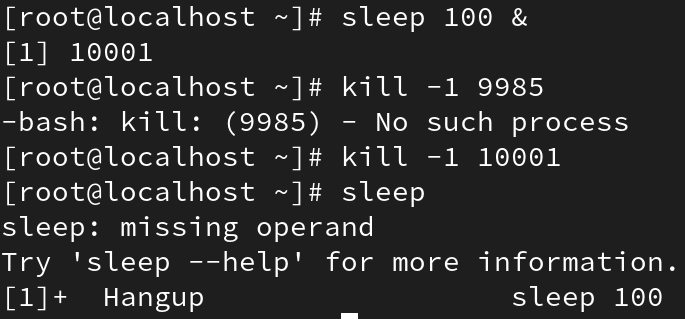 [root@localhost ~]# sleep 100 &
[1] 10001
[root@localhost ~]# kill -1 9985
-bash: kill: (9985) - No such process
[root@localhost ~]# kill -1 10001
[root@localhost ~]# sleep
sleep: missing operand
Try 'sleep --help' for more information.
[1]+  Hangup                  sleep 100